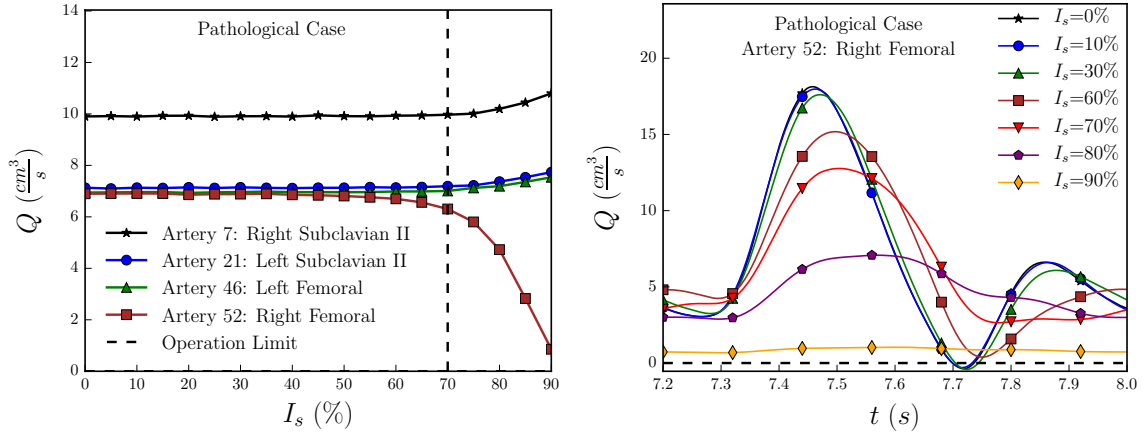 Pathological Case
14
12
10
8
6
4
2
0
Q (cm³/s)
Artery 7: Right Subclavian II
Artery 21: Left Subclavian II
Artery 46: Left Femoral
Artery 52: Right Femoral
Operation Limit
0 10 20 30 40 50 60 70 80 90
I_s (%)
Pathological Case
Artery 52: Right Femoral
20
15
10
5
0
Q (cm³/s)
I_s=0%
I_s=10%
I_s=30%
I_s=60%
I_s=70%
I_s=80%
I_s=90%
7.2 7.3 7.4 7.5 7.6 7.7 7.8 7.9 8.0
t (s)